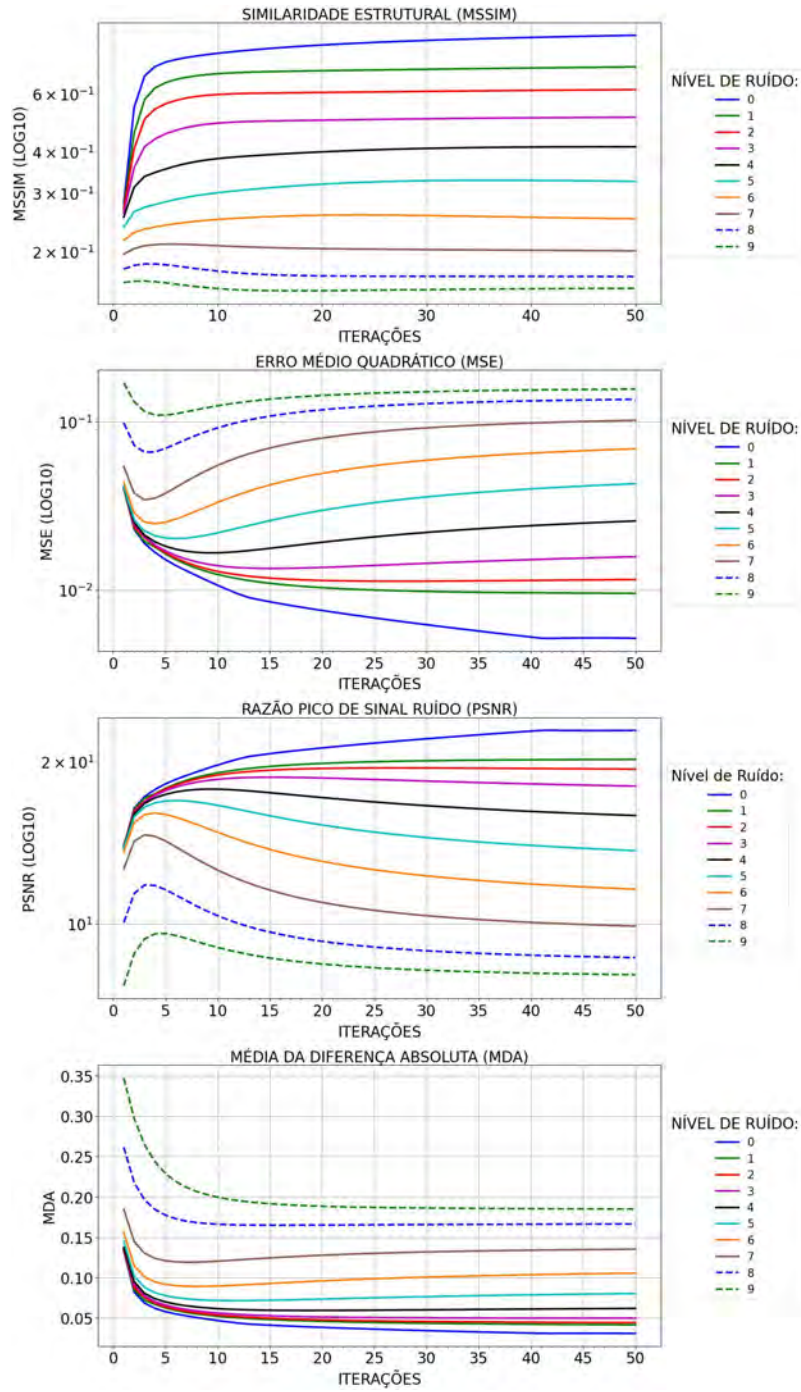 SIMILARIDADE ESTRUTURAL (MSSIM)
MSSIM (LOG10)
6 × 10⁻¹
4 × 10⁻¹
3 × 10⁻¹
2 × 10⁻¹
0 10 20 30 40 50
ITERAÇÕES
NÍVEL DE RUÍDO:
0
1
2
3
4
5
6
7
8
9
ERRO MÉDIO QUADRÁTICO (MSE)
MSE (LOG10)
10⁻¹
10⁻²
0 5 10 15 20 25 30 35 40 45 50
ITERAÇÕES
NÍVEL DE RUÍDO:
0
1
2
3
4
5
6
7
8
9
RAZÃO PICO DE SINAL RUÍDO (PSNR)
PSNR (LOG10)
2 × 10¹
10¹
0 5 10 15 20 25 30 35 40 45 50
ITERAÇÕES
Nível de Ruído:
0
1
2
3
4
5
6
7
8
9
MÉDIA DA DIFERENÇA ABSOLUTA (MDA)
MDA
0.35
0.30
0.25
0.20
0.15
0.10
0.05
0 5 10 15 20 25 30 35 40 45 50
ITERAÇÕES
NÍVEL DE RUÍDO:
0
1
2
3
4
5
6
7
8
9